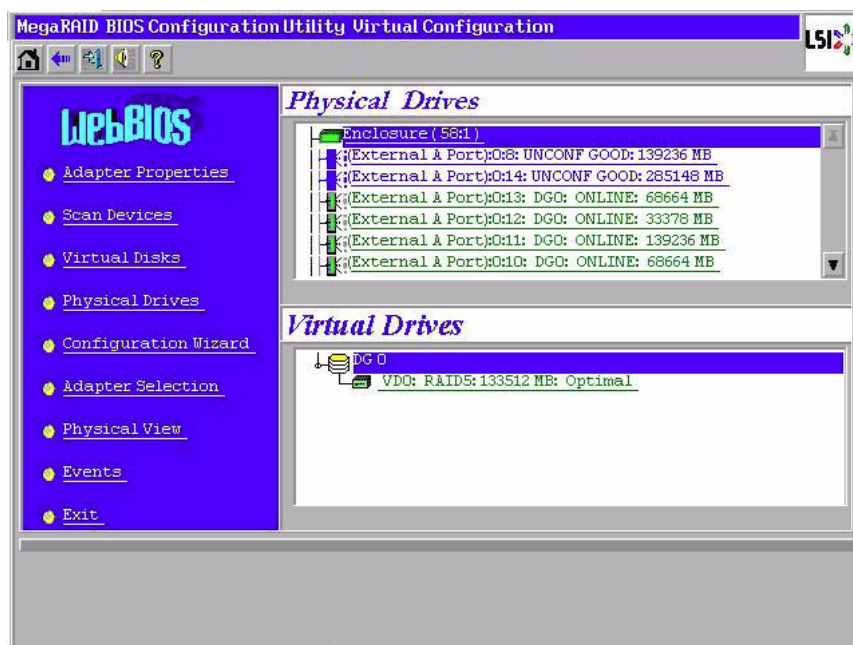 MegaRAID BIOS Configuration Utility Virtual Configuration
LSI
WebBIOS
Adapter Properties
Scan Devices
Virtual Disks
Physical Drives
Configuration Wizard
Adapter Selection
Physical View
Events
Exit
Physical Drives
Enclosure ( 58:1 )
(External A Port):0:8: UNCONF GOOD: 139236 MB
(External A Port):0:14: UNCONF GOOD: 285148 MB
(External A Port):0:13: DG0: ONLINE: 68664 MB
(External A Port):0:12: DG0: ONLINE: 33378 MB
(External A Port):0:11: DG0: ONLINE: 139236 MB
(External A Port):0:10: DG0: ONLINE: 68664 MB
Virtual Drives
DG 0
VD0: RAID5: 133512 MB: Optimal